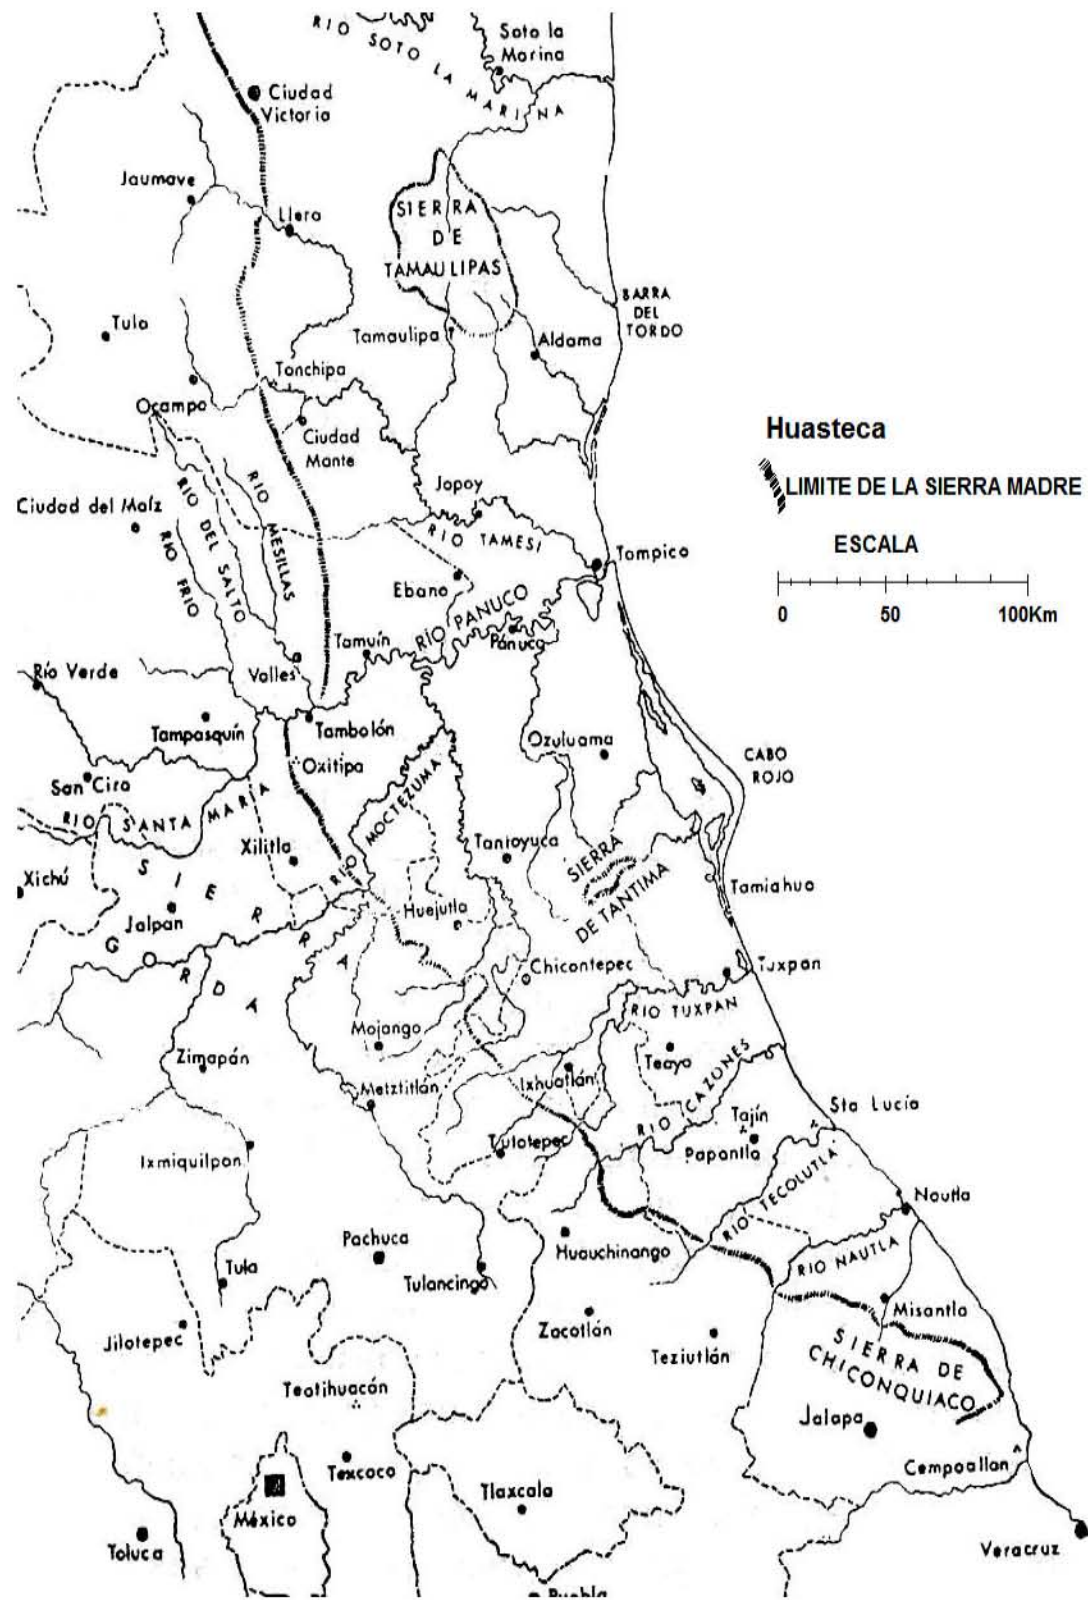 RIO SOTO LA MARINA
Soto la
Marina
Ciudad
Victoria
Jaumave
Llera
SIERRA
DE
TAMAULIPAS
BARRA
DEL
TORDO
Tula
Tamaulipa
Aldama
Tonchipa
Ocampo
Ciudad
Mante
Huasteca
LIMITE DE LA SIERRA MADRE
ESCALA
0 50 100Km
Jopoy
Ciudad del Maíz
RIO MESILLAS
RIO DEL SALTO
RIO FRIO
RIO TAMESI
Tampico
Ebano
RÍO PANUCO
Pánuco
Tamuín
Valles
Río Verde
Tampasquín
Tambolón
Ozuluama
CABO
ROJO
Oxitipa
San Ciro
RIO SANTA MARIA
RIO MOCTEZUMA
Xilitla
Tantoyuca
SIERRA
DE TANTIMA
Xichú
Tamiahua
Jalpan
Huejutla
SIERRA
GORDA
Chicontepec
Tuxpan
RIO TUXPAN
Mojango
Zimapán
Teayo
Metztitlán
Ixhuatlán
RIO CAZONES
Sta Lucía
Tajín
Tutotepec
Papantla
Ixmiquilpan
RIO TECOLUTLA
Nautla
Pachuca
Huauchinango
Tula
Tulancingo
RIO NAUTLA
Misantla
Jilotepec
Zacatlán
Teziutlán
SIERRA DE
CHICONQUIACO
Teotihuacán
Jalapa
Texcoco
Cempoallan
Tlaxcala
México
Toluca
Veracruz
Puebla